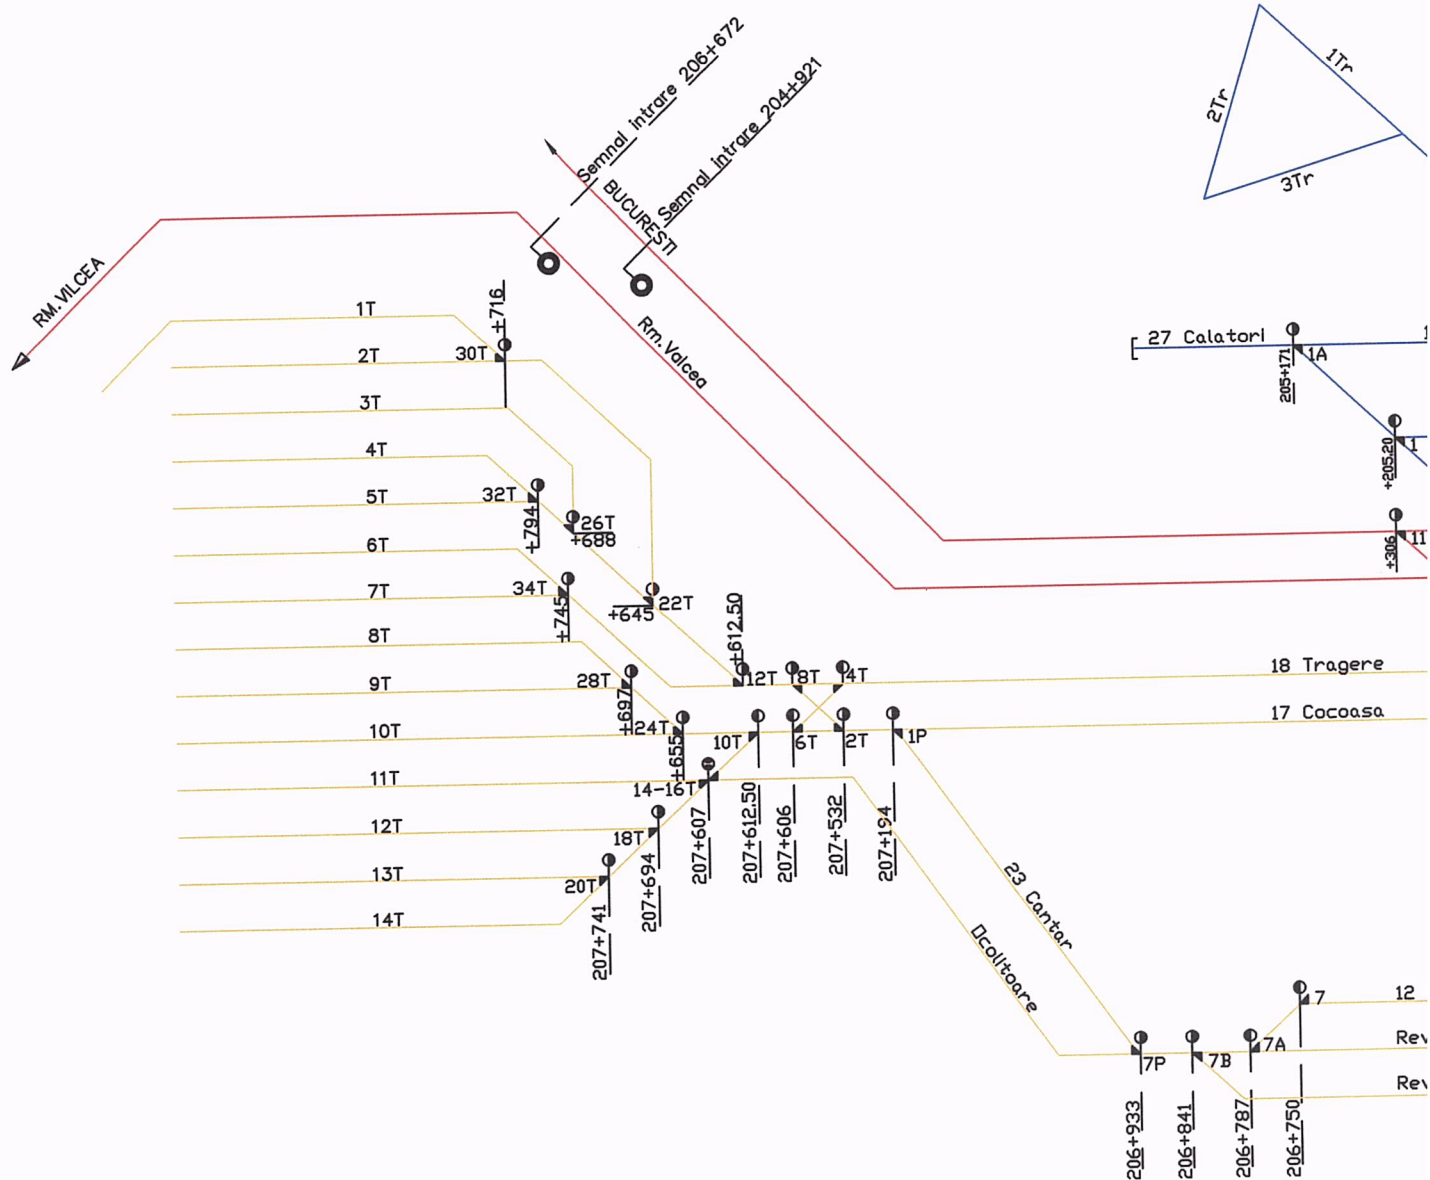 Semnal intrare 206+672
Semnal intrare 204+921
BUCURESTI
1Tr
2Tr
3Tr
RM.VILCEA
Rm.Valcea
1T
+716
2T
30T
3T
4T
5T
32T
+794
26T
+688
6T
7T
34T
+745
22T
+645
8T
9T
28T
+697
+612.50
12T
8T
4T
18 Tragere
10T
24T
+655
10T
6T
2T
1P
17 Cocoasa
11T
14-16T
12T
18T
13T
20T
14T
207+741
207+694
207+607
207+612.50
207+606
207+532
207+194
27 Calatori
205+171
1A
1
+205.20
1
+306
11
23 Cantar
Ocolitoare
7
12
7P
7B
7A
Rev
Rev
206+933
206+841
206+787
206+750